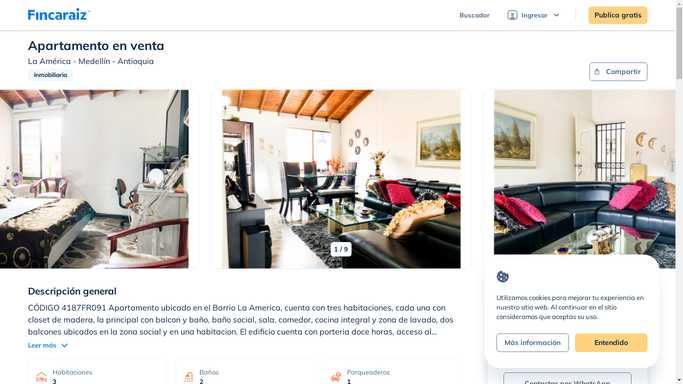 Fincaraiz
Buscador
Ingresar
Publica gratis
Apartamento en venta
La América - Medellín - Antioquia
Inmobiliaria
Compartir
1 / 9
Descripción general
CÓDIGO 4187FR091 Apartamento ubicado en el Barrio La America, cuenta con tres habitaciones, cada una con
closet de madera, la principal con balcon y baño, baño social, sala, comedor, cocina integral y zona de lavado, dos
balcones ubicados en la zona social y en una habitacion. El edificio cuenta con porteria doce horas, acceso al...
Leer más
Habitaciones
3
Baños
2
Parqueaderos
1
Utilizamos cookies para mejorar tu experiencia en
nuestro sitio web. Al continuar en el sitio
consideramos que aceptas su uso.
Más información
Entendido
Contactar por WhatsApp